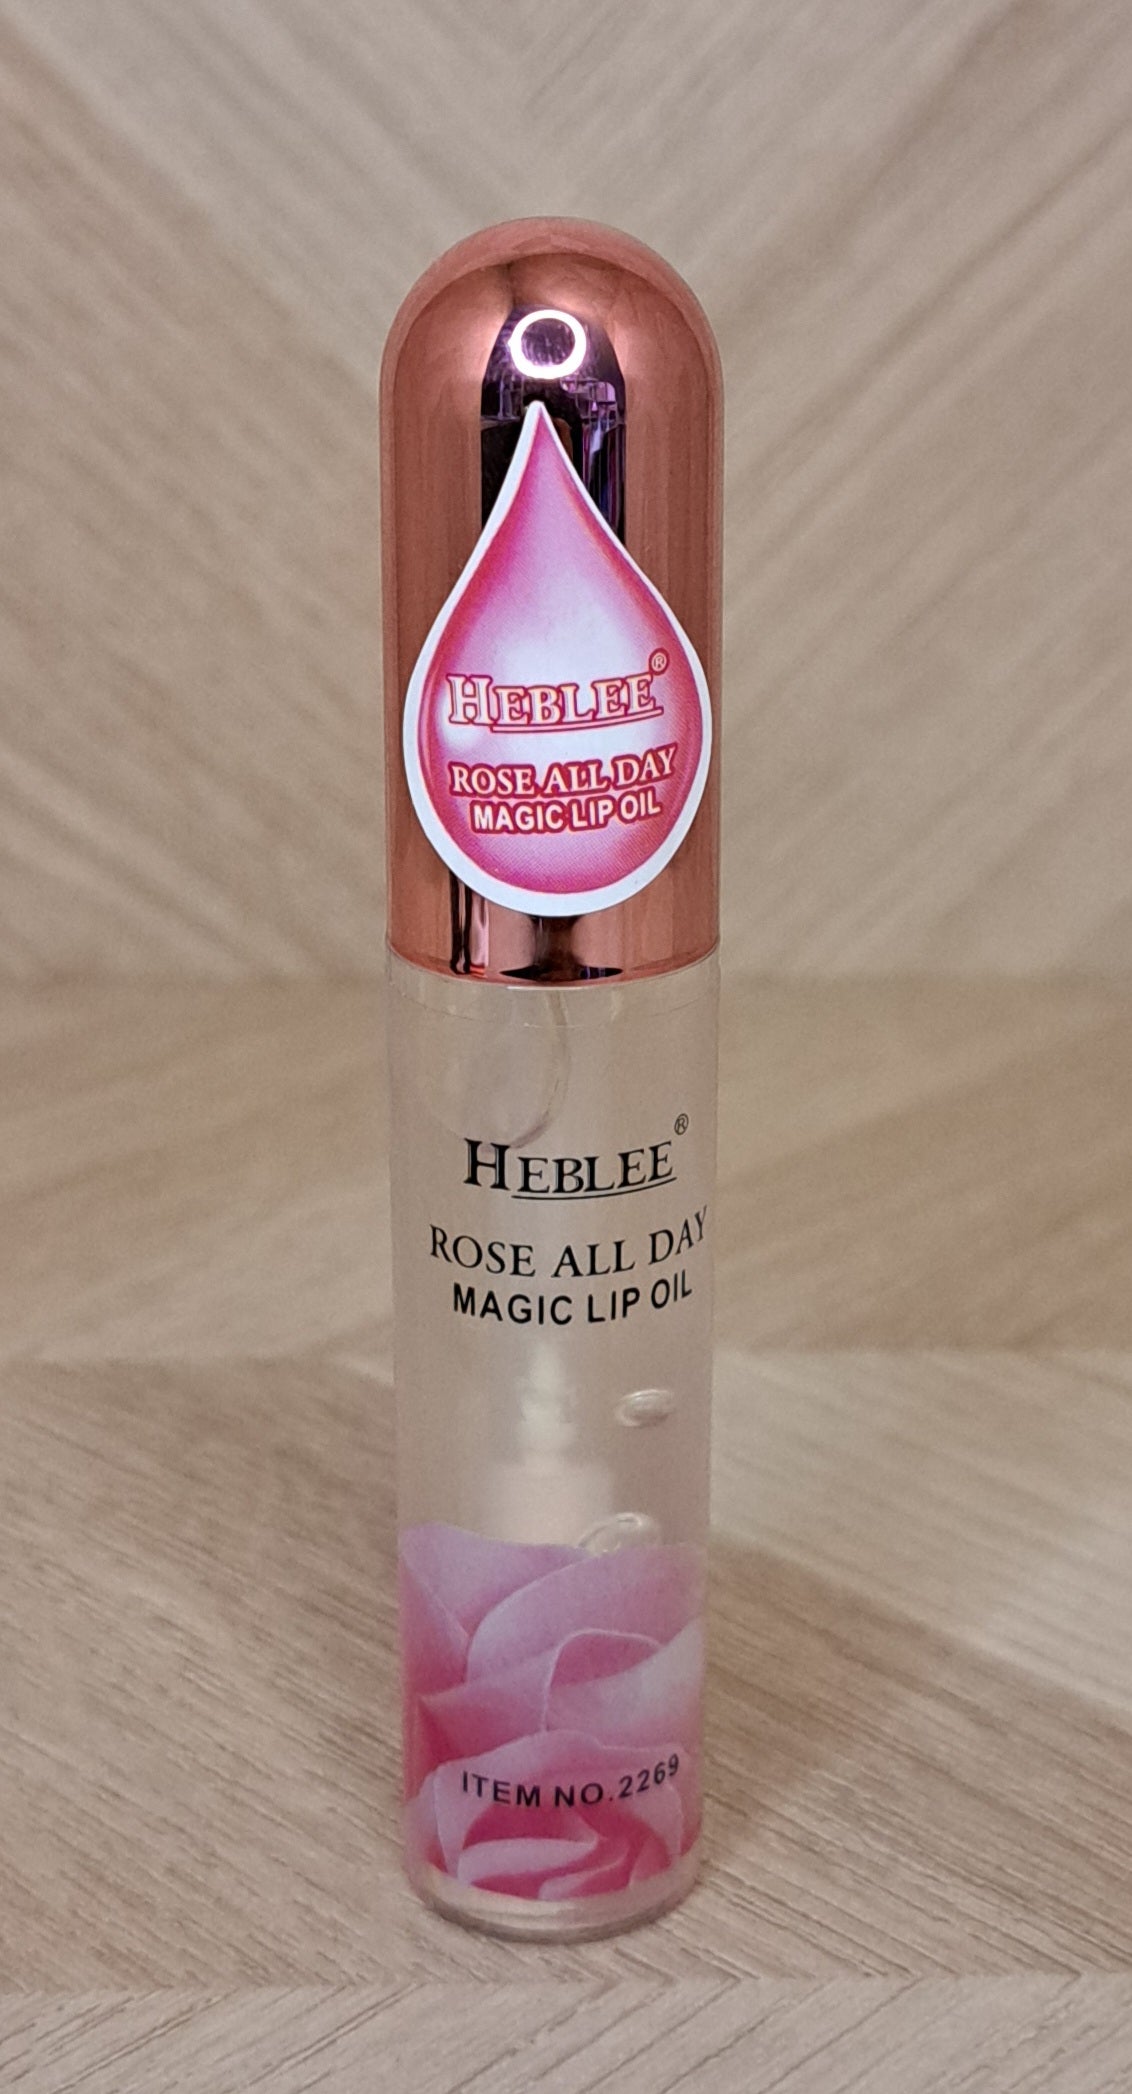 HEBLEE®
ROSE ALL DAY
MAGIC LIP OIL
HEBLEE®
ROSE ALL DAY
MAGIC LIP OIL
ITEM NO.2269